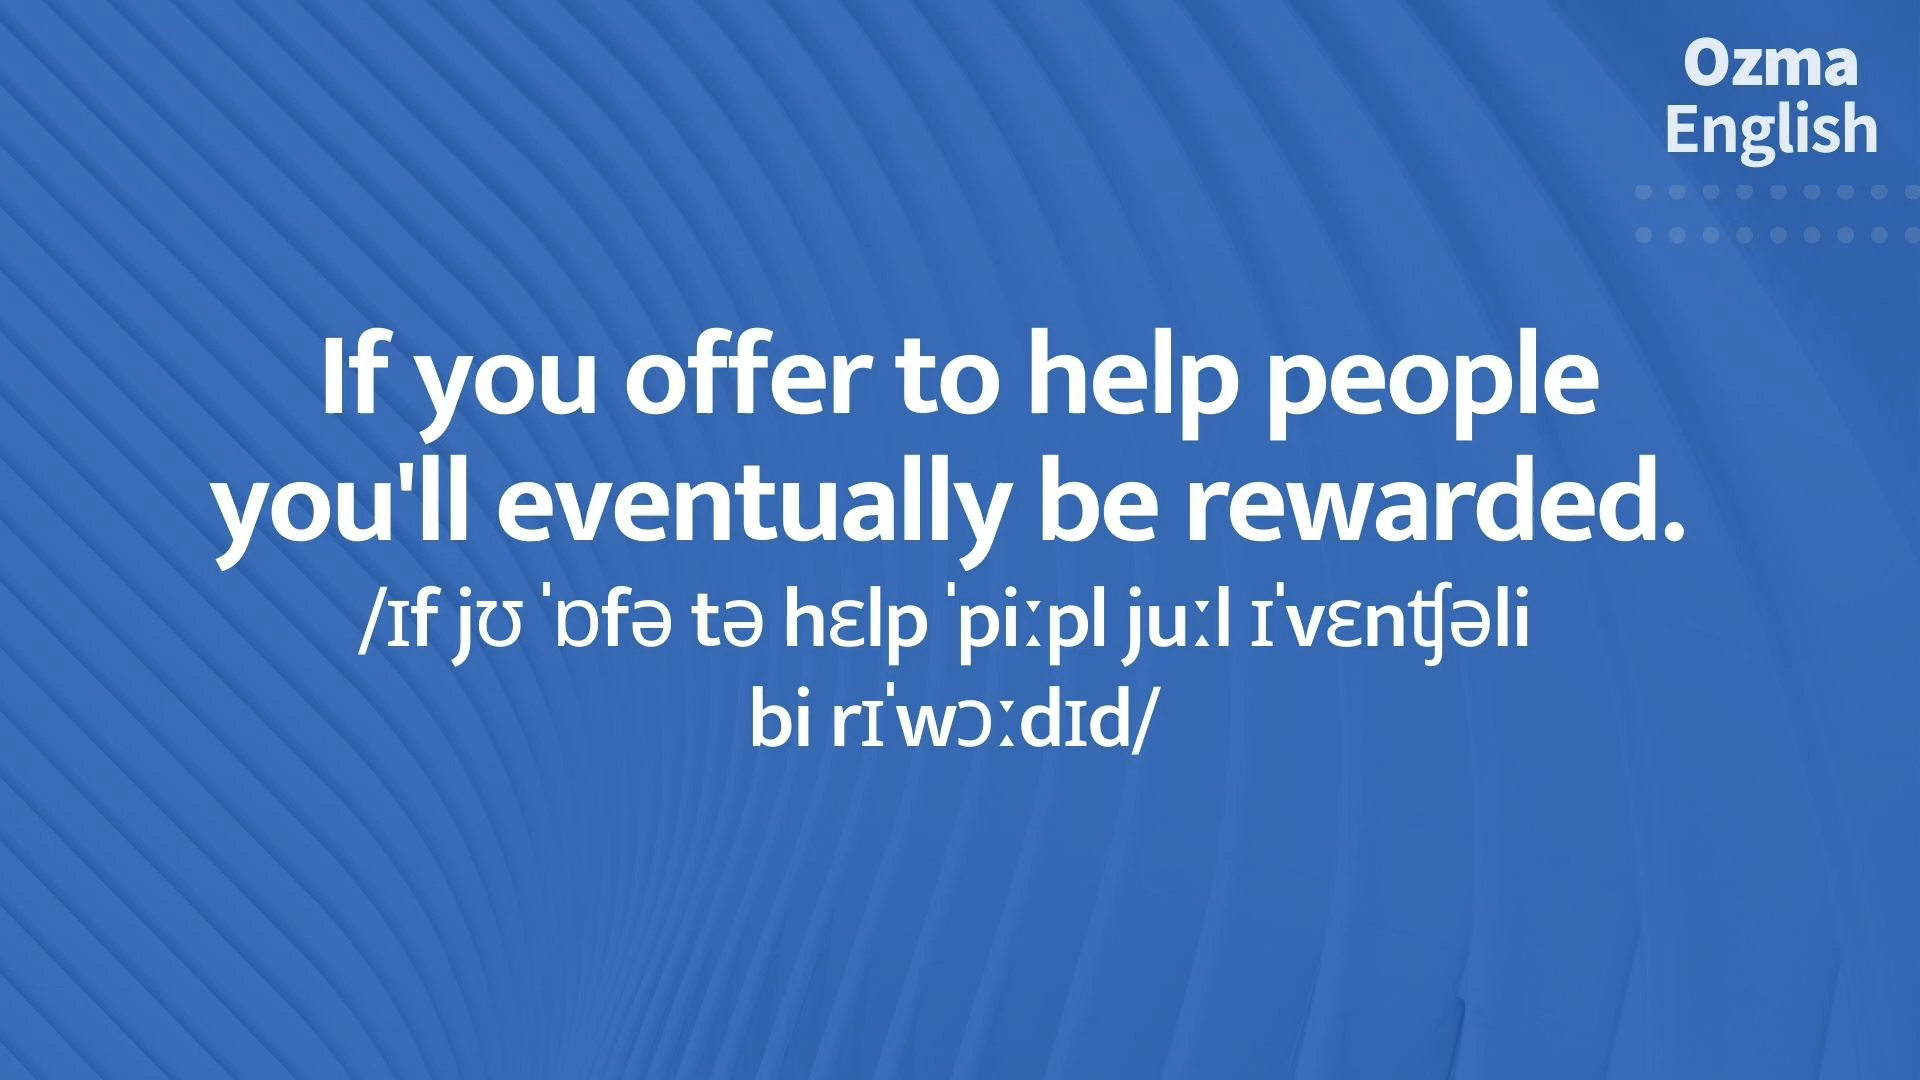 Ozma
English
If you offer to help people
you'll eventually be rewarded.
/ɪf jʊ ˈɒfə tə hɛlp ˈpiːpl juːl ɪˈvɛnʧəli
bi rɪˈwɔːdɪd/